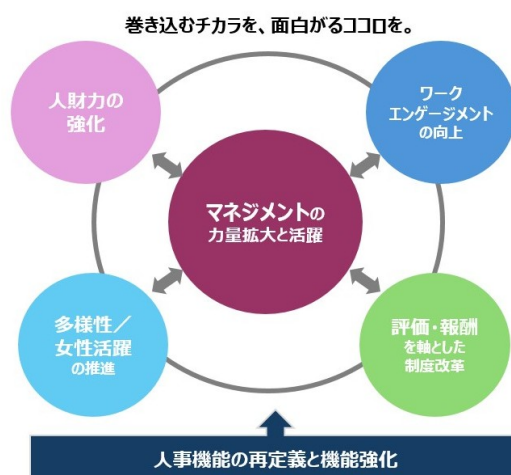 巻き込むチカラを、面白がるココロを。
人財力の
強化
ワーク
エンゲージメント
の向上
マネジメントの
力量拡大と活躍
多様性／
女性活躍
の推進
評価・報酬
を軸とした
制度改革
人事機能の再定義と機能強化